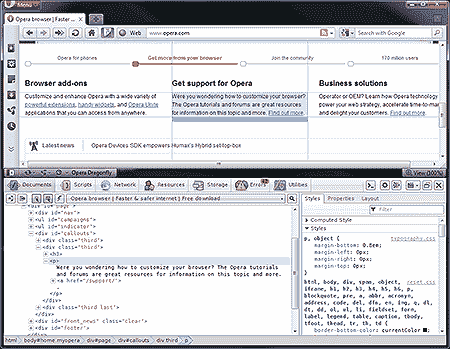 Menu
Opera browser | Faster ...
Web www.opera.com
Search with Google
Opera for phones
Get more from your browser
Join the community
170 million users
Browser add-ons
Customize and enhance Opera with a wide variety of
powerful extensions, handy widgets, and Opera Unite
applications that you can access from anywhere.
Get support for Opera
Were you wondering how to customize your browser?
The Opera tutorials and forums are great resources
for information on this topic and more. Find out more
Business solutions
Operator or OEM? Learn how Opera technology
power your web strategy, accelerate time-to-mar
and delight your customers. Find out more
Latest news
Opera Devices SDK empowers Humax's Hybrid set-top-box
Opera Dragonfly
View (100%)
Documents
Scripts
Network
Resources
Storage
Errors
Utilities
Opera browser | Faster & safer internet | Free download
<div id="page">
<div id="nav">
<ul id="campaigns">
<ul id="indicator">
<div id="callouts">
<div class="third">
<h3>
<p>
Were you wondering how to customize your browser? The Opera tutorials
and forums are great resources for information on this topic and more.
<a href="/support/">
.
</p>
</div>
<div class="third last">
</div>
<div id="front_news" class="clear">
<div id="footer">
html
body#home.myopera
div#page
div#callouts
div.third
p
Styles
Properties
Layout
Filter
Computed Style
Styles
p, object {
typography.css
margin-bottom: 0.8em;
margin-left: 0px;
margin-right: 0px;
margin-top: 0px;
}
html, body, div, span, object,
reset.css
iframe, h1, h2, h3, h4, h5, h6, p,
blockquote, pre, a, abbr, acronym,
address, code, del, dfn, em, img, q, dl,
dt, dd, ol, ul, li, fieldset, form,
label, legend, table, caption, tbody,
tfoot, thead, tr, th, td {
border-bottom-color: currentColor